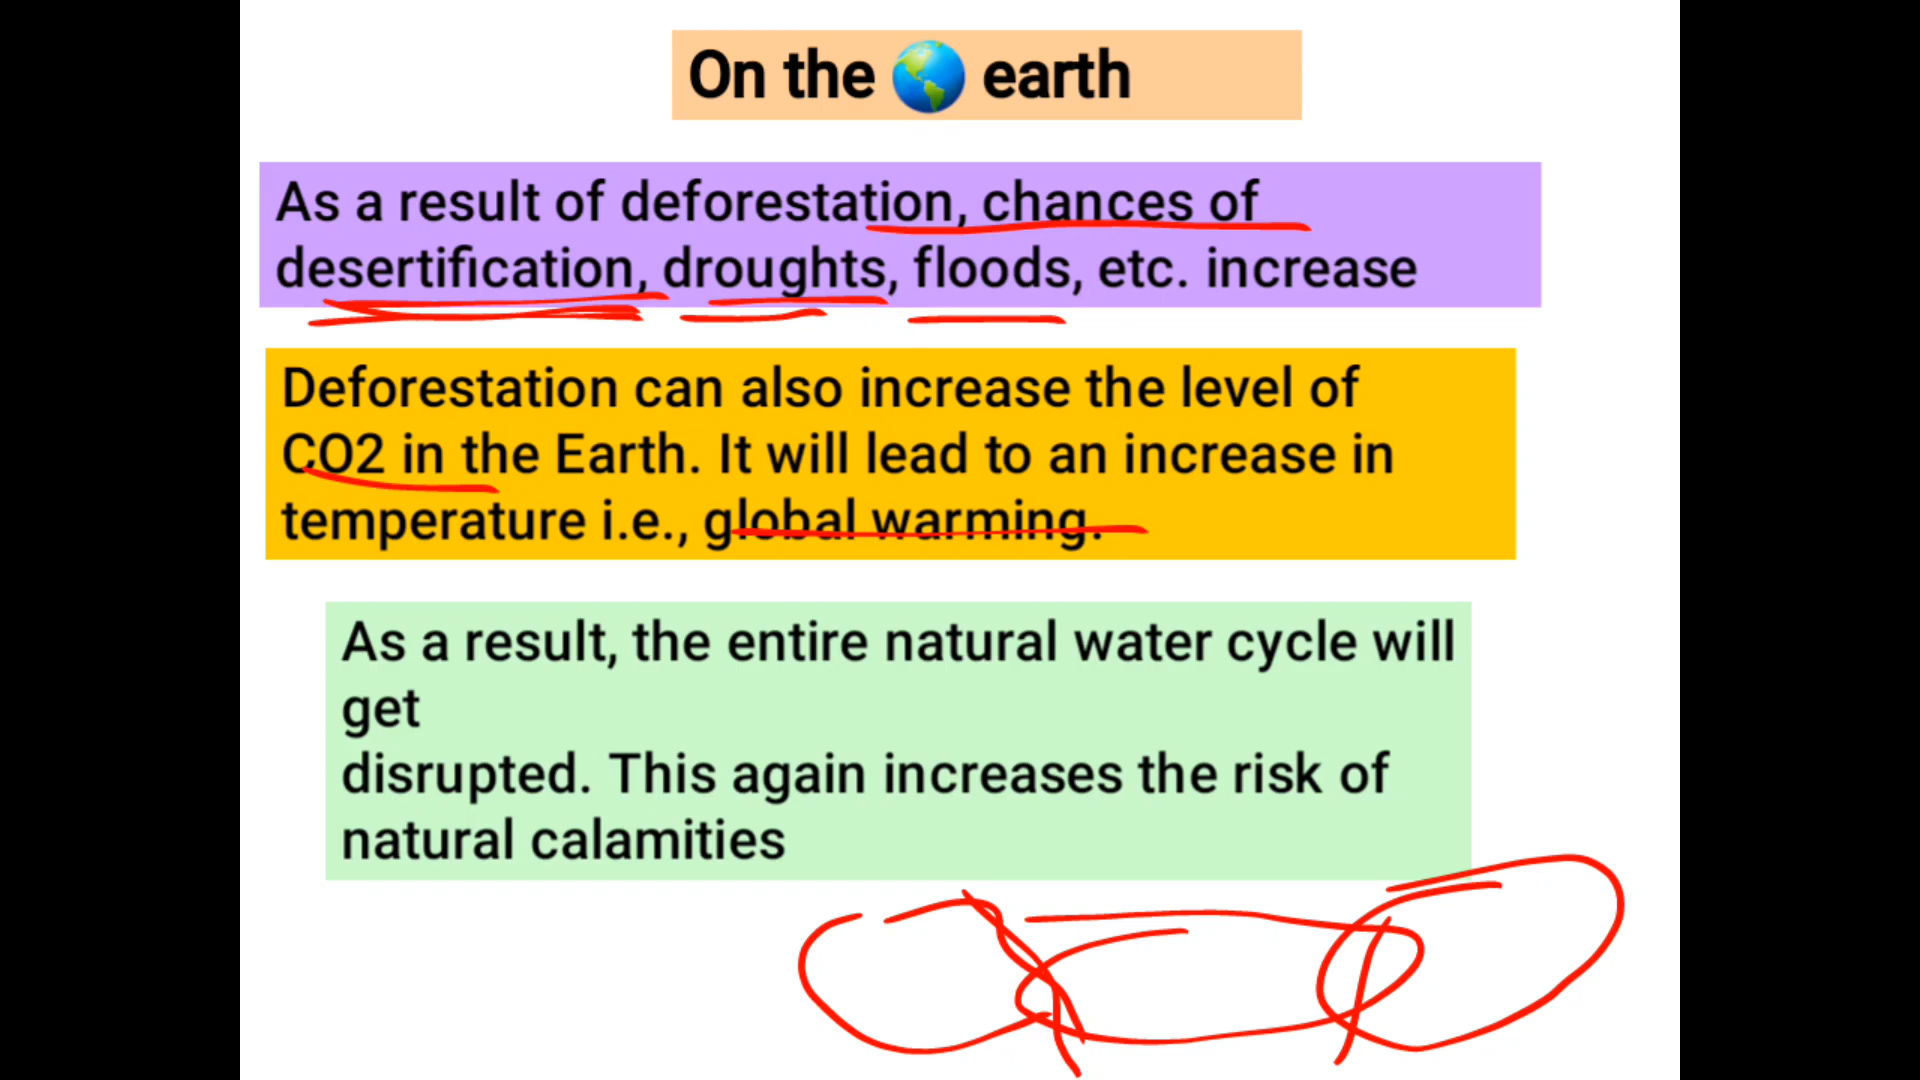 On the 🌎 earth
As a result of deforestation, chances of
desertification, droughts, floods, etc. increase
Deforestation can also increase the level of
CO2 in the Earth. It will lead to an increase in
temperature i.e., global warming.
As a result, the entire natural water cycle will
get
disrupted. This again increases the risk of
natural calamities